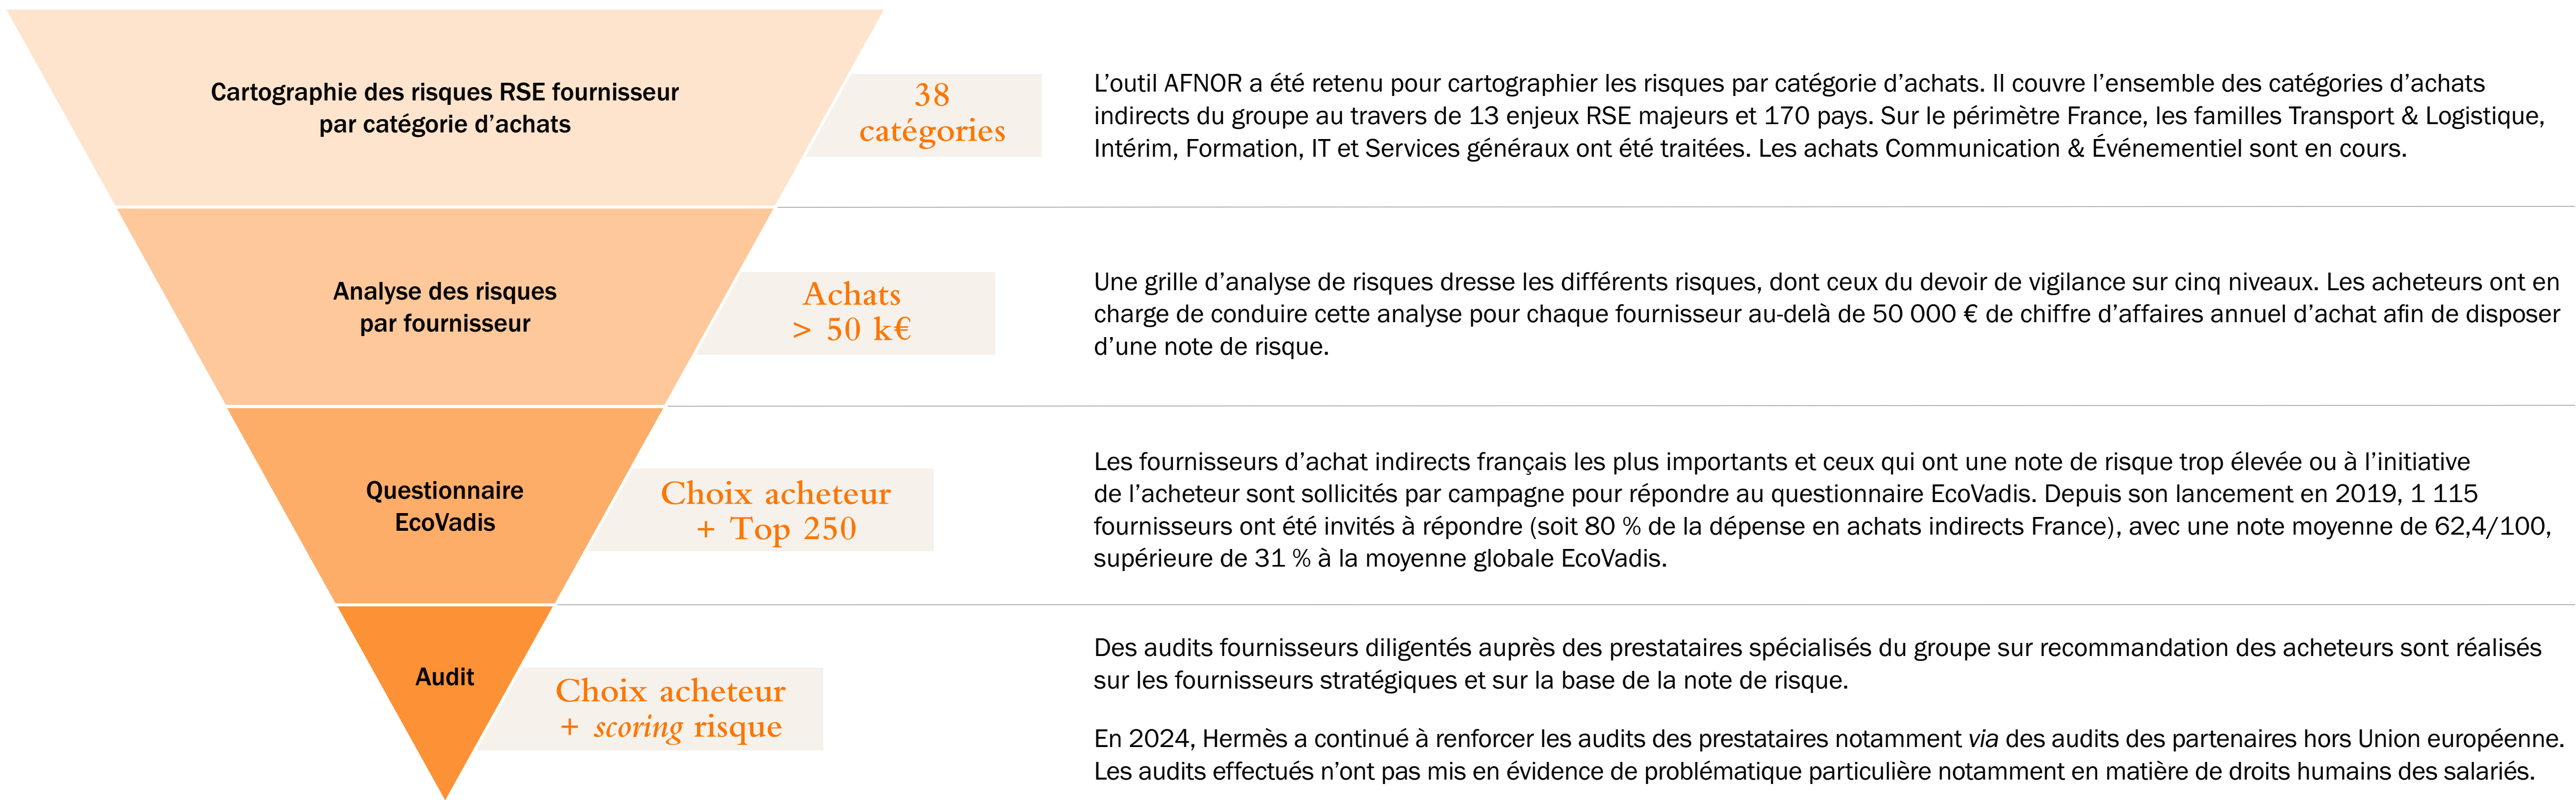 Cartographie des risques RSE fournisseur
par catégorie d’achats
38
catégories
L’outil AFNOR a été retenu pour cartographier les risques par catégorie d’achats. Il couvre l’ensemble des catégories d’achats
indirects du groupe au travers de 13 enjeux RSE majeurs et 170 pays. Sur le périmètre France, les familles Transport & Logistique,
Intérim, Formation, IT et Services généraux ont été traitées. Les achats Communication & Événementiel sont en cours.
Analyse des risques
par fournisseur
Achats
> 50 k€
Une grille d’analyse de risques dresse les différents risques, dont ceux du devoir de vigilance sur cinq niveaux. Les acheteurs ont en
charge de conduire cette analyse pour chaque fournisseur au-delà de 50 000 € de chiffre d’affaires annuel d’achat afin de disposer
d’une note de risque.
Questionnaire
EcoVadis
Choix acheteur
+ Top 250
Les fournisseurs d’achat indirects français les plus importants et ceux qui ont une note de risque trop élevée ou à l’initiative
de l’acheteur sont sollicités par campagne pour répondre au questionnaire EcoVadis. Depuis son lancement en 2019, 1 115
fournisseurs ont été invités à répondre (soit 80 % de la dépense en achats indirects France), avec une note moyenne de 62,4/100,
supérieure de 31 % à la moyenne globale EcoVadis.
Audit
Choix acheteur
+ scoring risque
Des audits fournisseurs diligentés auprès des prestataires spécialisés du groupe sur recommandation des acheteurs sont réalisés
sur les fournisseurs stratégiques et sur la base de la note de risque.
En 2024, Hermès a continué à renforcer les audits des prestataires notamment via des audits des partenaires hors Union européenne.
Les audits effectués n’ont pas mis en évidence de problématique particulière notamment en matière de droits humains des salariés.